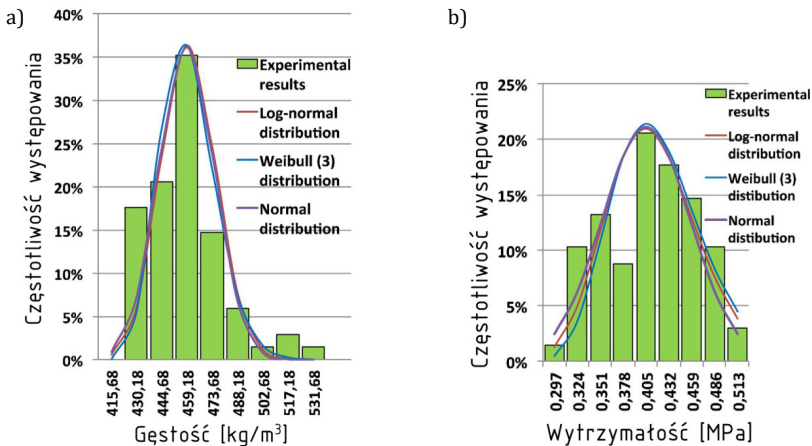 a)
Częstotliwość występowania
40%
35%
30%
25%
20%
15%
10%
5%
0%
Experimental
results
Log-normal
distribution
Weibull (3)
distribution
Normal
distribution
415,68
430,18
444,68
459,18
473,68
488,18
502,68
517,18
531,68
Gęstość [kg/m³]
b)
Częstotliwość występowania
25%
20%
15%
10%
5%
0%
Experimental
results
Log-normal
distribution
Weibull (3)
distibution
Normal
distibution
0,297
0,324
0,351
0,378
0,405
0,432
0,459
0,486
0,513
Wytrzymałość [MPa]